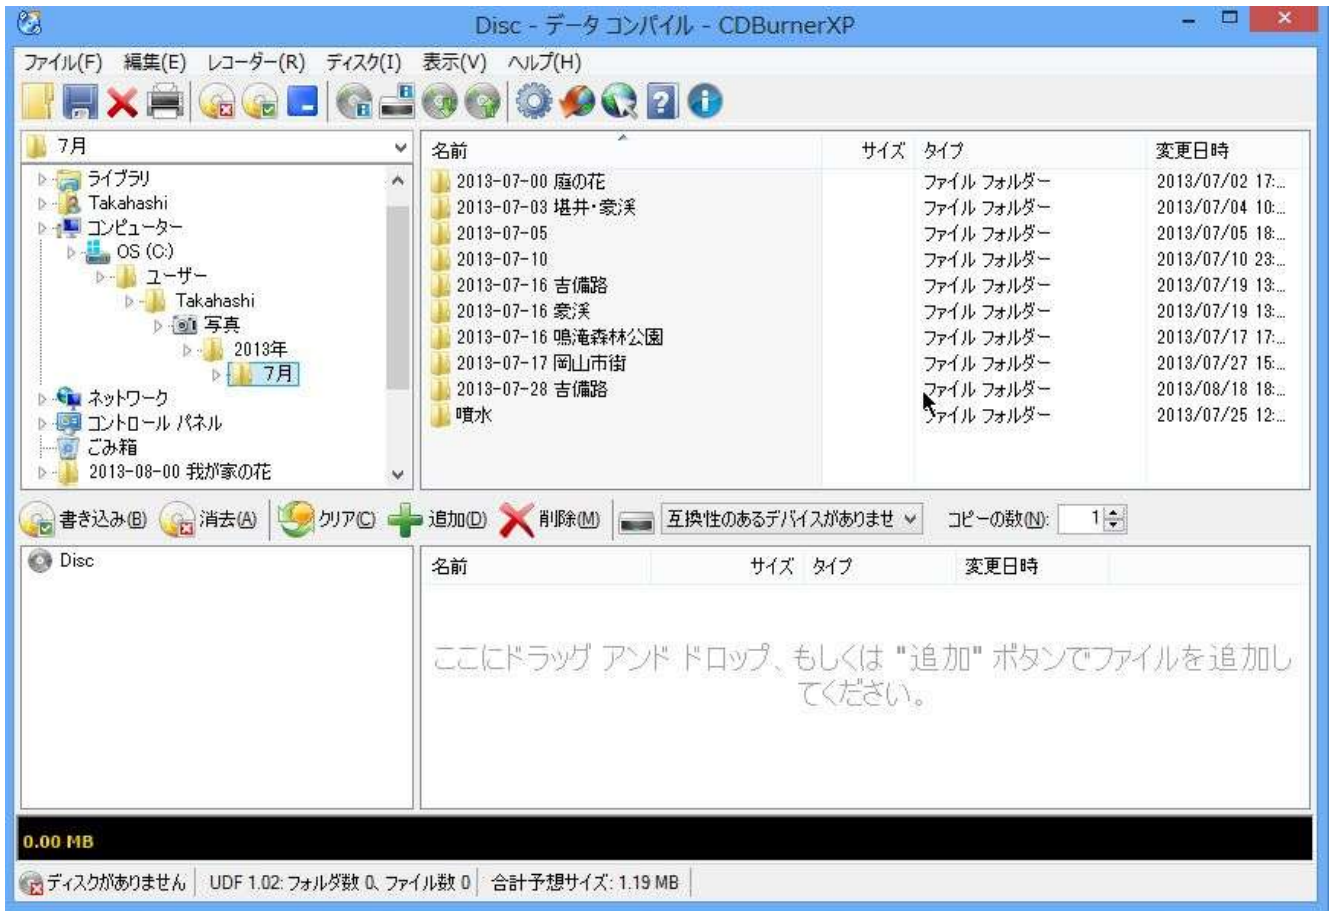 Disc - データ コンパイル - CDBurnerXP
ファイル(F) 編集(E) レコーダー(R) ディスク(I) 表示(V) ヘルプ(H)
7月
ライブラリ
Takahashi
コンピューター
OS (C:)
ユーザー
Takahashi
写真
2013年
7月
ネットワーク
コントロール パネル
ごみ箱
2013-08-00 我が家の花
名前 サイズ タイプ 変更日時
2013-07-00 庭の花 ファイル フォルダー 2013/07/02 17:...
2013-07-03 堪井・豪渓 ファイル フォルダー 2013/07/04 10:...
2013-07-05 ファイル フォルダー 2013/07/05 18:...
2013-07-10 ファイル フォルダー 2013/07/10 23:...
2013-07-16 吉備路 ファイル フォルダー 2013/07/19 13:...
2013-07-16 豪渓 ファイル フォルダー 2013/07/19 13:...
2013-07-16 鳴滝森林公園 ファイル フォルダー 2013/07/17 17:...
2013-07-17 岡山市街 ファイル フォルダー 2013/07/27 15:...
2013-07-28 吉備路 ファイル フォルダー 2013/08/18 18:...
噴水 ファイル フォルダー 2013/07/25 12:...
書き込み(B) 消去(A) クリア(C) 追加(D) 削除(M) 互換性のあるデバイスがありませ コピーの数(N): 1
Disc
名前 サイズ タイプ 変更日時
ここにドラッグ アンド ドロップ、もしくは "追加" ボタンでファイルを追加し
てください。
0.00 MB
ディスクがありません UDF 1.02: フォルダ数 0、ファイル数 0 合計予想サイズ: 1.19 MB